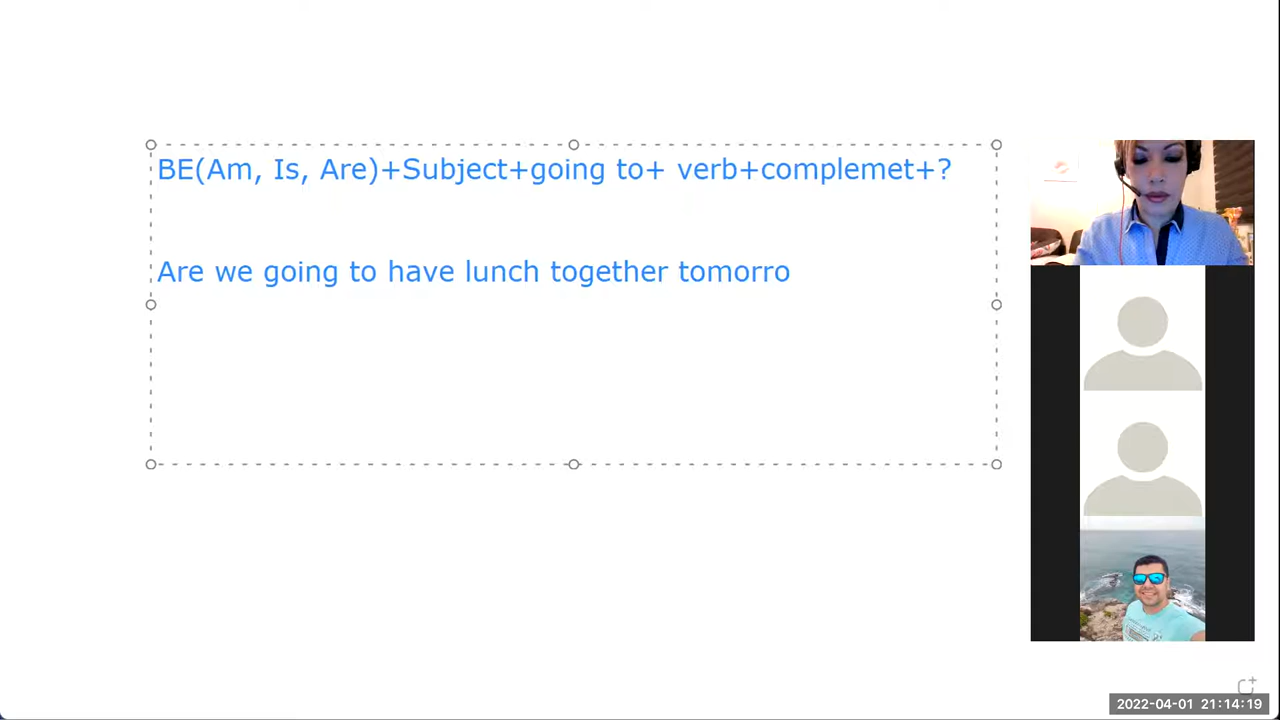 BE(Am, Is, Are)+Subject+going to+ verb+complemet+?
Are we going to have lunch together tomorro
2022-04-01 21:14:19